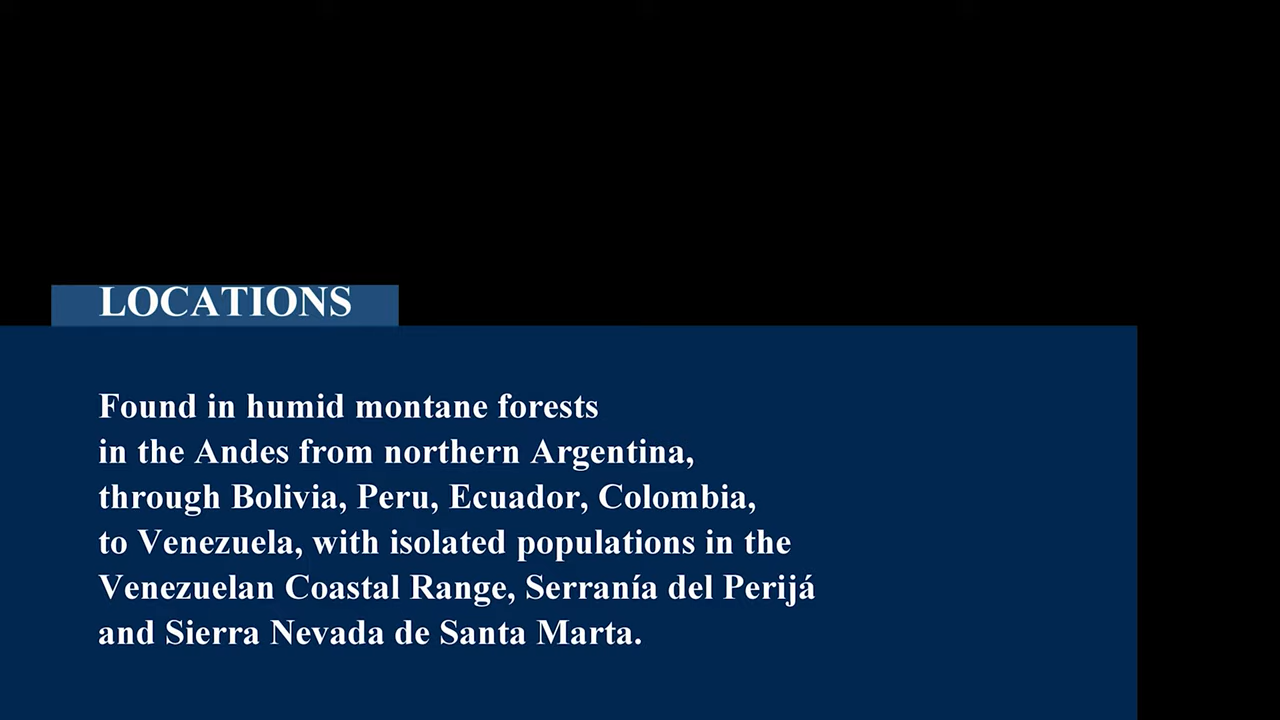 LOCATIONS
Found in humid montane forests
in the Andes from northern Argentina,
through Bolivia, Peru, Ecuador, Colombia,
to Venezuela, with isolated populations in the
Venezuelan Coastal Range, Serranía del Perijá
and Sierra Nevada de Santa Marta.